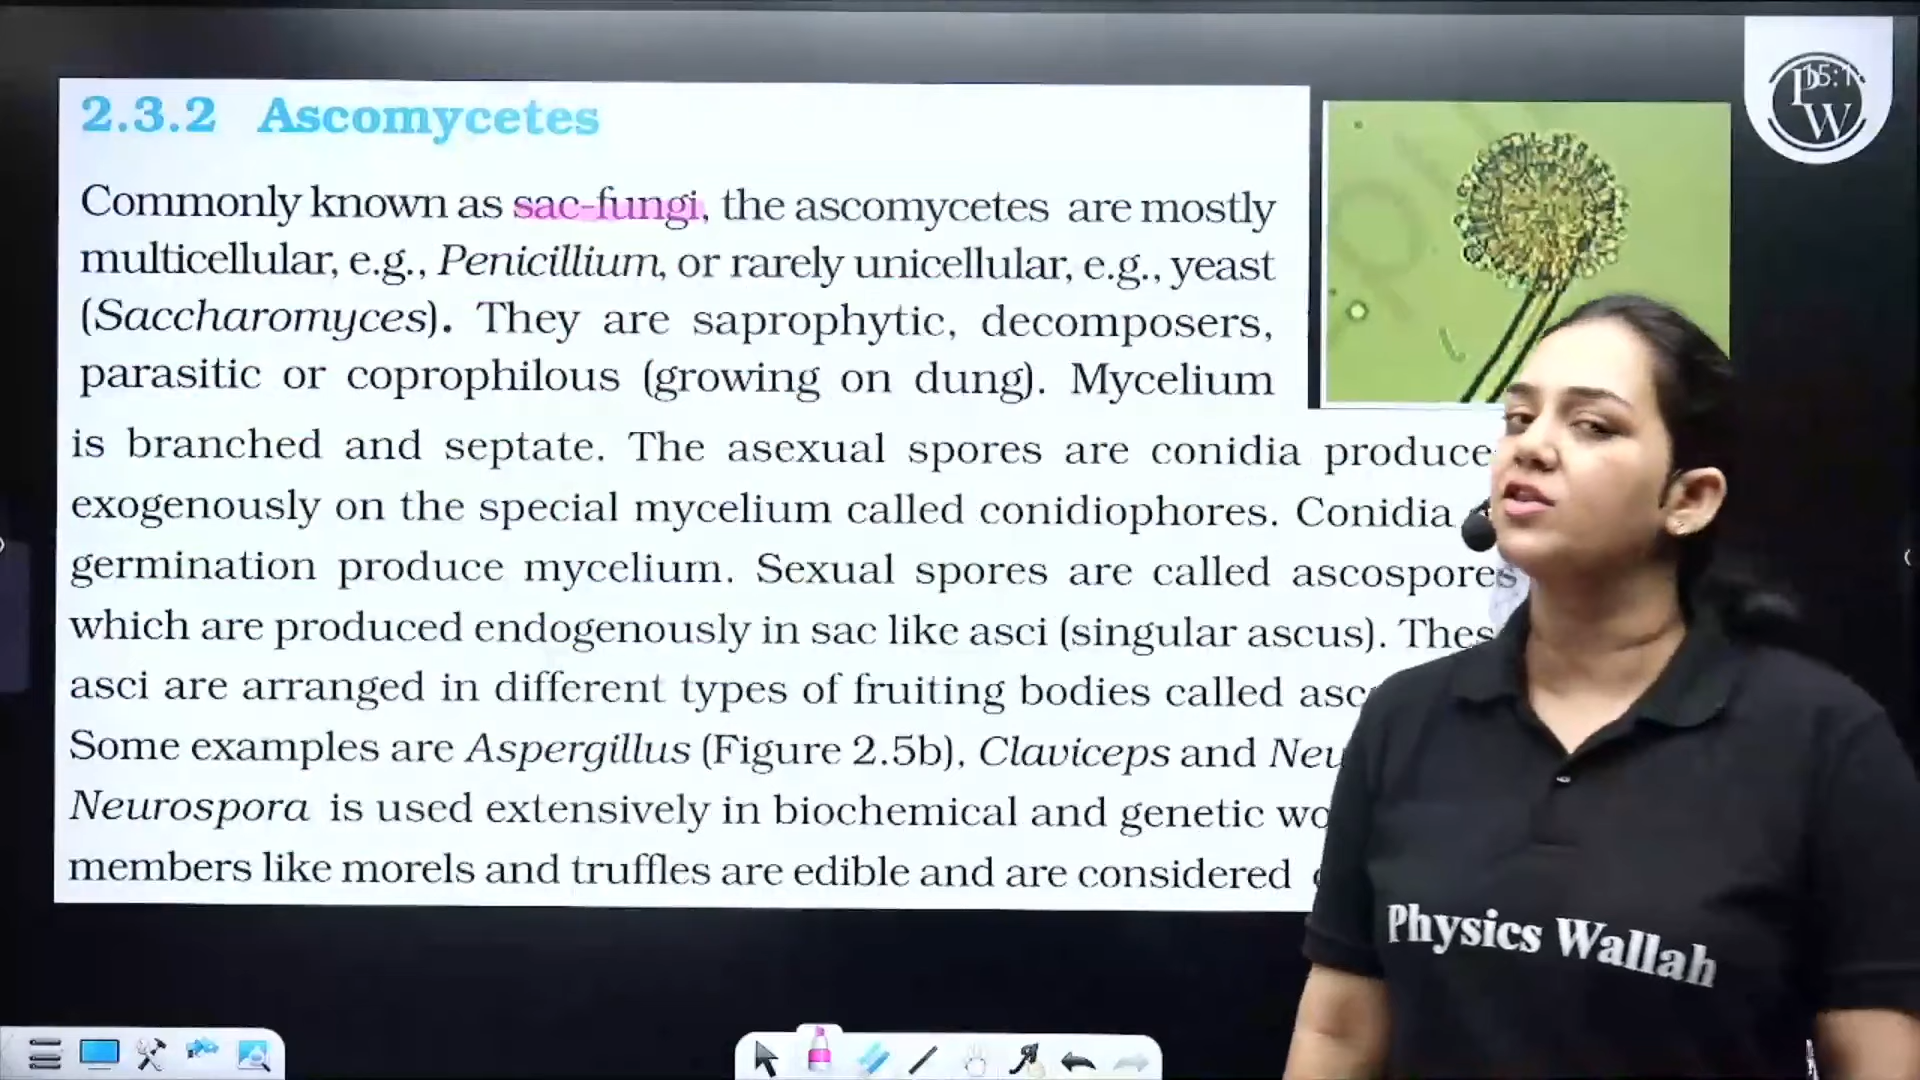 2.3.2 Ascomycetes
Commonly known as sac-fungi, the ascomycetes are mostly
multicellular, e.g., Penicillium, or rarely unicellular, e.g., yeast
(Saccharomyces). They are saprophytic, decomposers,
parasitic or coprophilous (growing on dung). Mycelium
is branched and septate. The asexual spores are conidia produce
exogenously on the special mycelium called conidiophores. Conidia
germination produce mycelium. Sexual spores are called ascospores
which are produced endogenously in sac like asci (singular ascus). Thes
asci are arranged in different types of fruiting bodies called asc
Some examples are Aspergillus (Figure 2.5b), Claviceps and Neu
Neurospora is used extensively in biochemical and genetic wo
members like morels and truffles are edible and are considered
PW
Physics Wallah